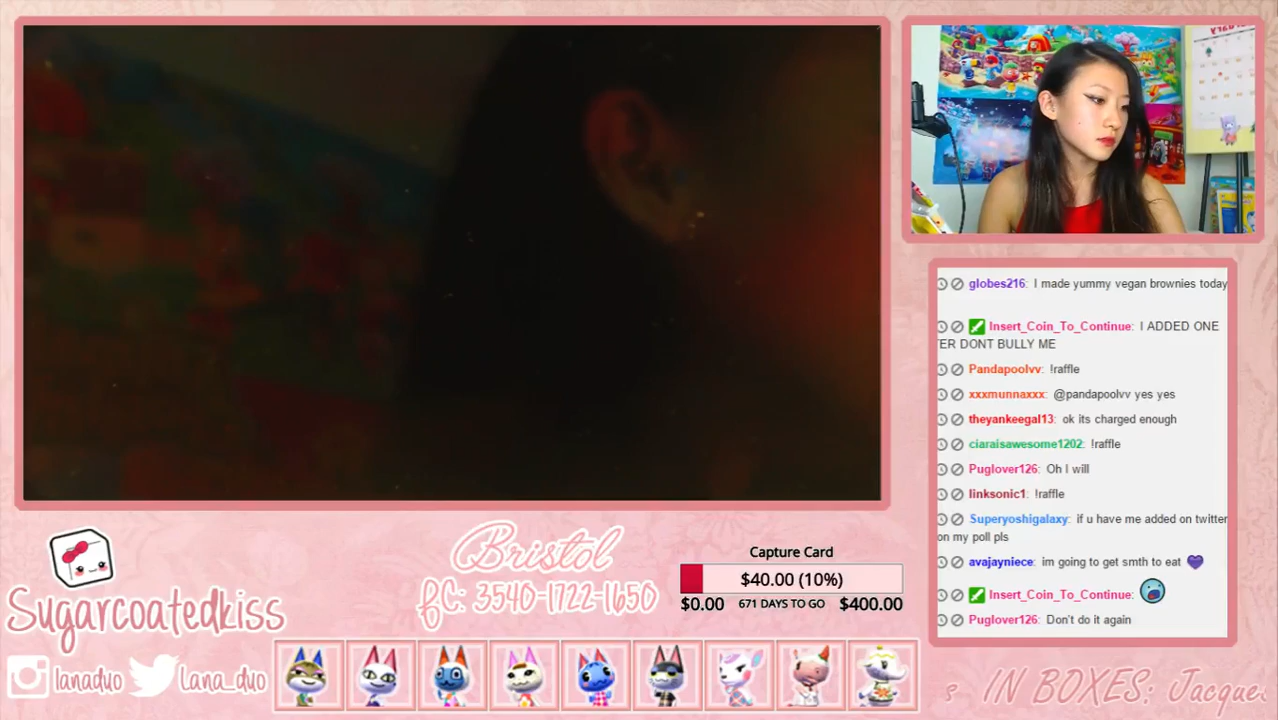 globes216: I made yummy vegan brownies today
Insert_Coin_To_Continue: I ADDED ONE
TER DONT BULLY ME
Pandapoolvv: !raffle
xxxmunnaxxx: @pandapoolvv yes yes
theyankeegal13: ok its charged enough
ciaraisawesome1202: !raffle
Puglover126: Oh I will
linksonic1: !raffle
Superyoshigalaxy: if u have me added on twitter
on my poll pls
avajayniece: im going to get smth to eat
Insert_Coin_To_Continue:
Puglover126: Don't do it again
Sugarcoatedkiss
lanaduo
Lana_duo
Bristol
fC: 3540-1722-1650
Capture Card
$40.00 (10%)
$0.00 671 DAYS TO GO $400.00
s IN BOXES: Jacques